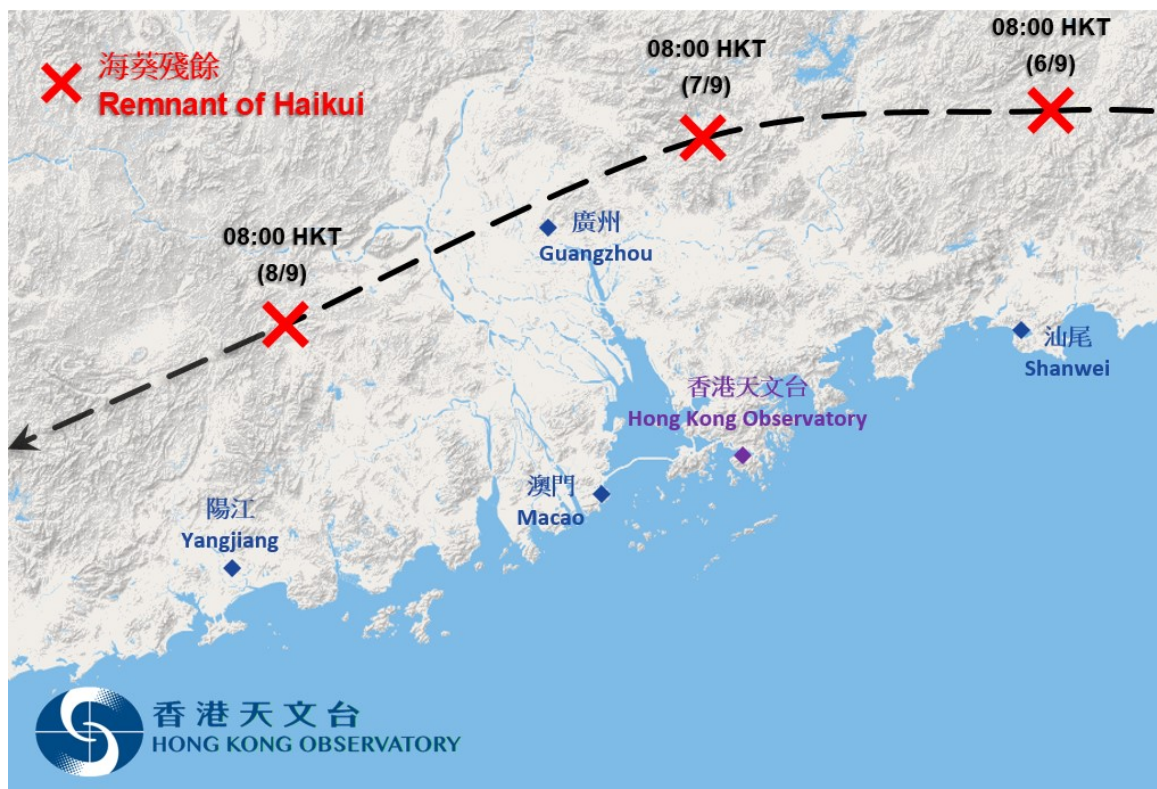 海葵殘餘
Remnant of Haikui
08:00 HKT
(6/9)
08:00 HKT
(7/9)
08:00 HKT
(8/9)
廣州
Guangzhou
汕尾
Shanwei
香港天文台
Hong Kong Observatory
澳門
Macao
陽江
Yangjiang
香港天文台
HONG KONG OBSERVATORY